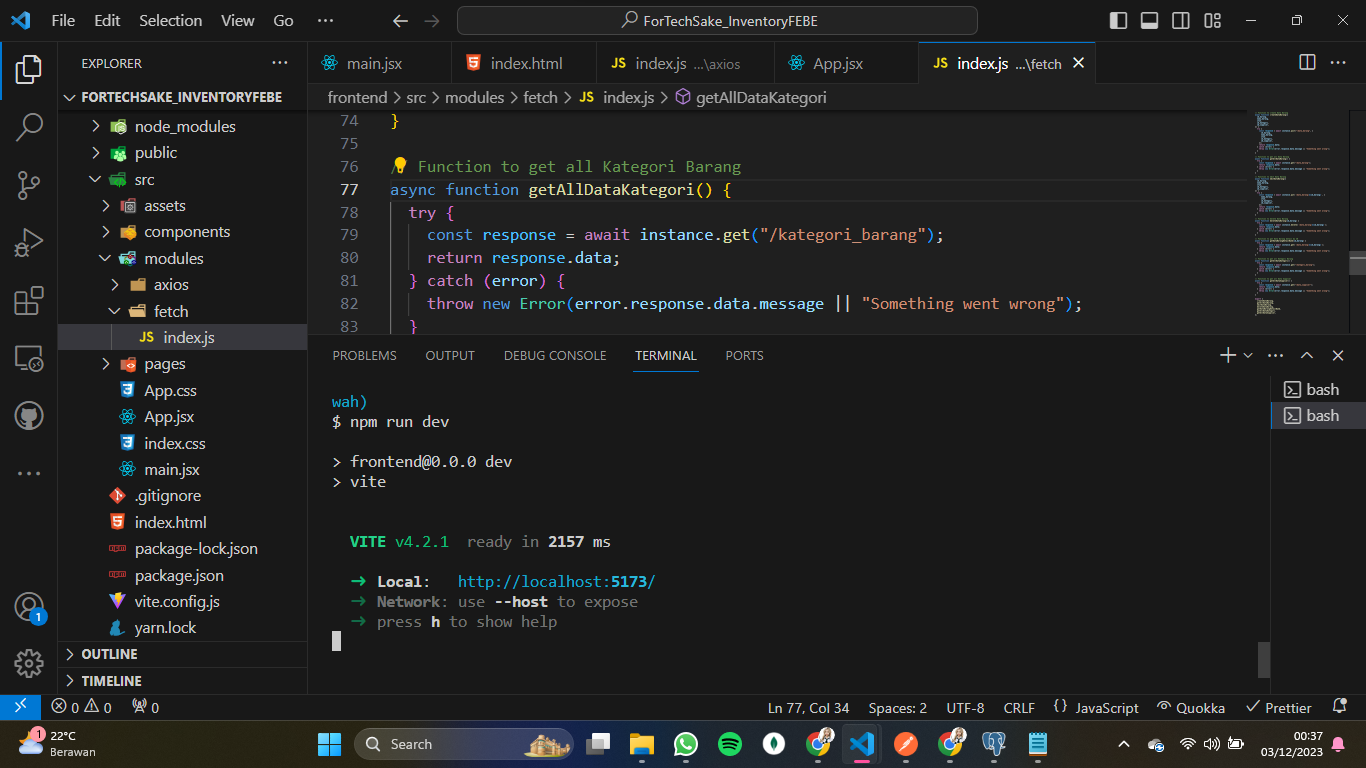 File Edit Selection View Go ··· ForTechSake_InventoryFEBE
EXPLORER ···
main.jsx index.html index.js ...\axios App.jsx index.js ...\fetch
FORTECHSAKE_INVENTORYFEBE
frontend > src > modules > fetch > JS index.js > getAllDataKategori
node_modules
public
src
assets
components
modules
axios
fetch
JS index.js
pages
App.css
App.jsx
index.css
main.jsx
.gitignore
index.html
package-lock.json
package.json
vite.config.js
yarn.lock
OUTLINE
TIMELINE
74 }
75
76 Function to get all Kategori Barang
77 async function getAllDataKategori() {
78 try {
79 const response = await instance.get("/kategori_barang");
80 return response.data;
81 } catch (error) {
82 throw new Error(error.response.data.message || "Something went wrong");
83 }
PROBLEMS OUTPUT DEBUG CONSOLE TERMINAL PORTS
bash
bash
wah)
$ npm run dev
> frontend@0.0.0 dev
> vite
VITE v4.2.1 ready in 2157 ms
➜ Local: http://localhost:5173/
➜ Network: use --host to expose
➜ press h to show help
1
0 0 0 Ln 77, Col 34 Spaces: 2 UTF-8 CRLF {} JavaScript Quokka Prettier
1 22°C
Berawan
Search
00:37
03/12/2023